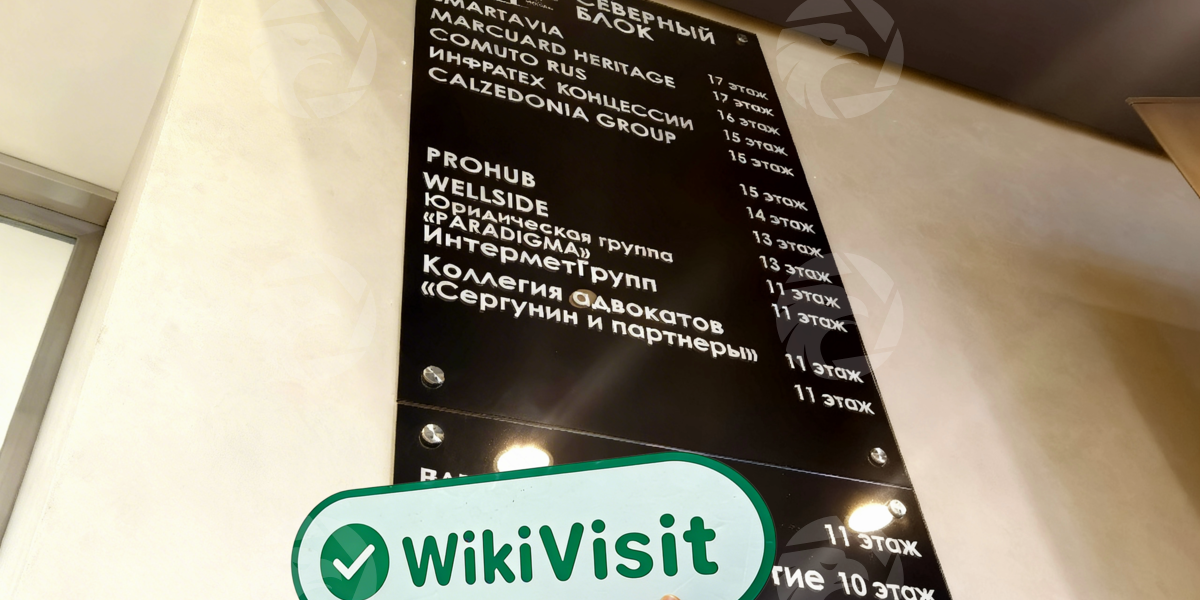 СЕВЕРНЫЙ
БЛОК
SMARTAVIA
17 этаж
MARCUARD HERITAGE
17 этаж
COMUTO RUS
16 этаж
ИНФРАТЕХ КОНЦЕССИИ
15 этаж
CALZEDONIA GROUP
15 этаж
15 этаж
PROHUB
14 этаж
WELLSIDE
13 этаж
Юридическая группа
«PARADIGMA»
13 этаж
ИнтерметГрупп
11 этаж
Коллегия адвокатов
«Сергунин и партнеры»
11 этаж
11 этаж
11 этаж
11 этаж
10 этаж
WikiVisit